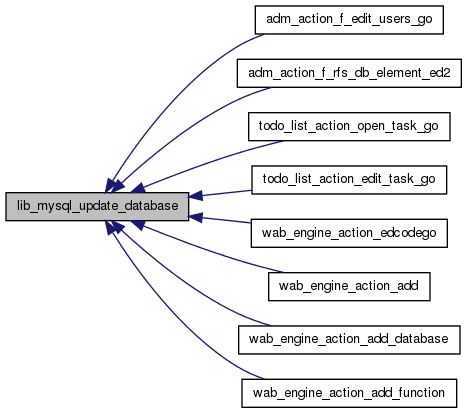 adm_action_f_edit_users_go
adm_action_f_rfs_db_element_ed2
todo_list_action_open_task_go
todo_list_action_edit_task_go
lib_mysql_update_database
wab_engine_action_edcodego
wab_engine_action_add
wab_engine_action_add_database
wab_engine_action_add_function